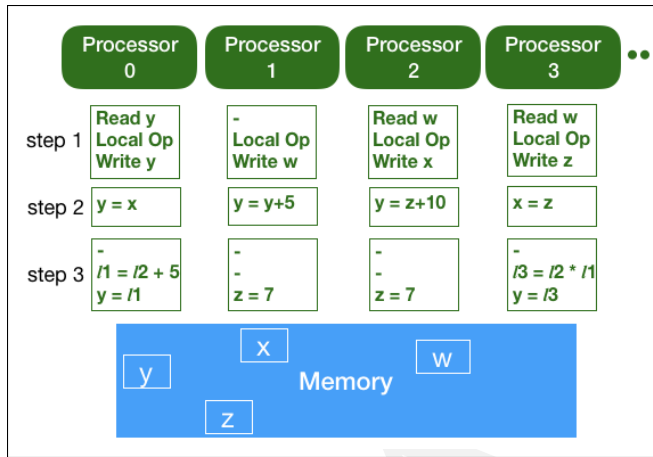 Processor 0
Processor 1
Processor 2
Processor 3
step 1
Read y
Local Op
Write y
-
Local Op
Write w
Read w
Local Op
Write x
Read w
Local Op
Write z
step 2
y = x
y = y+5
y = z+10
x = z
step 3
-
l1 = l2 + 5
y = l1
-
-
z = 7
-
-
z = 7
-
l3 = l2 * l1
y = l3
x
w
y
Memory
z